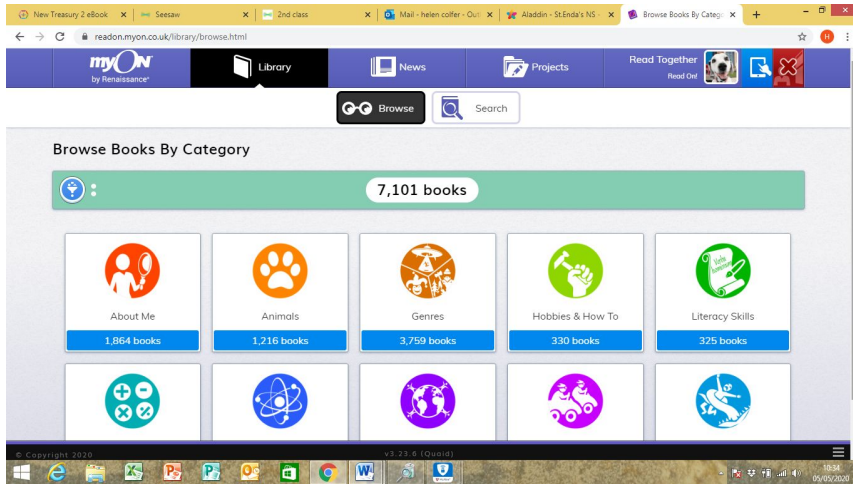 New Treasury 2 eBook
Seesaw
2nd class
Mail - helen colfer - Out
Aladdin - St.Enda's NS -
Browse Books By Catego
readon.myon.co.uk/library/browse.html
H
myON
by Renaissance
Library
News
Projects
Read Together
Read On!
Browse
Search
Browse Books By Category
:
7,101 books
About Me
Animals
Genres
Hobbies & How To
Literacy Skills
1,864 books
1,216 books
3,759 books
330 books
325 books
© Copyright 2020
v3.23.6 (Quaid)
10:34
05/05/2020